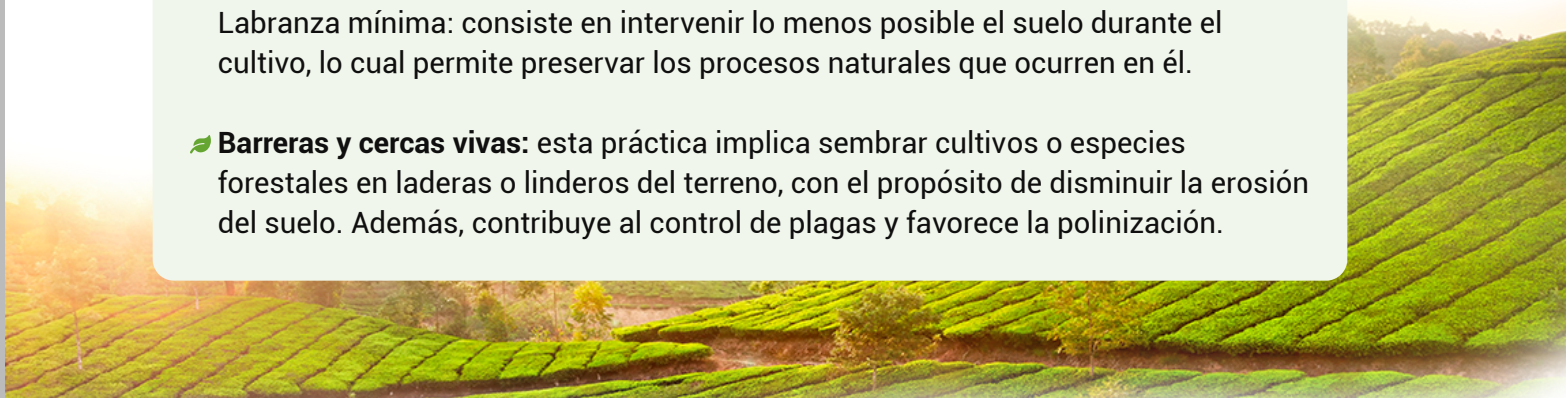 Labranza mínima: consiste en intervenir lo menos posible el suelo durante el
cultivo, lo cual permite preservar los procesos naturales que ocurren en él.
Barreras y cercas vivas: esta práctica implica sembrar cultivos o especies
forestales en laderas o linderos del terreno, con el propósito de disminuir la erosión
del suelo. Además, contribuye al control de plagas y favorece la polinización.